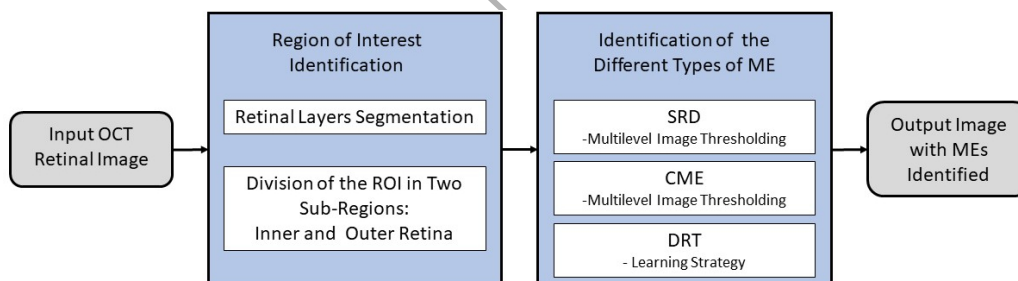 Input OCT
Retinal Image
Region of Interest
Identification
Retinal Layers Segmentation
Division of the ROI in Two
Sub-Regions:
Inner and Outer Retina
Identification of the
Different Types of ME
SRD
-Multilevel Image Thresholding
CME
-Multilevel Image Thresholding
DRT
- Learning Strategy
Output Image
with MEs
Identified